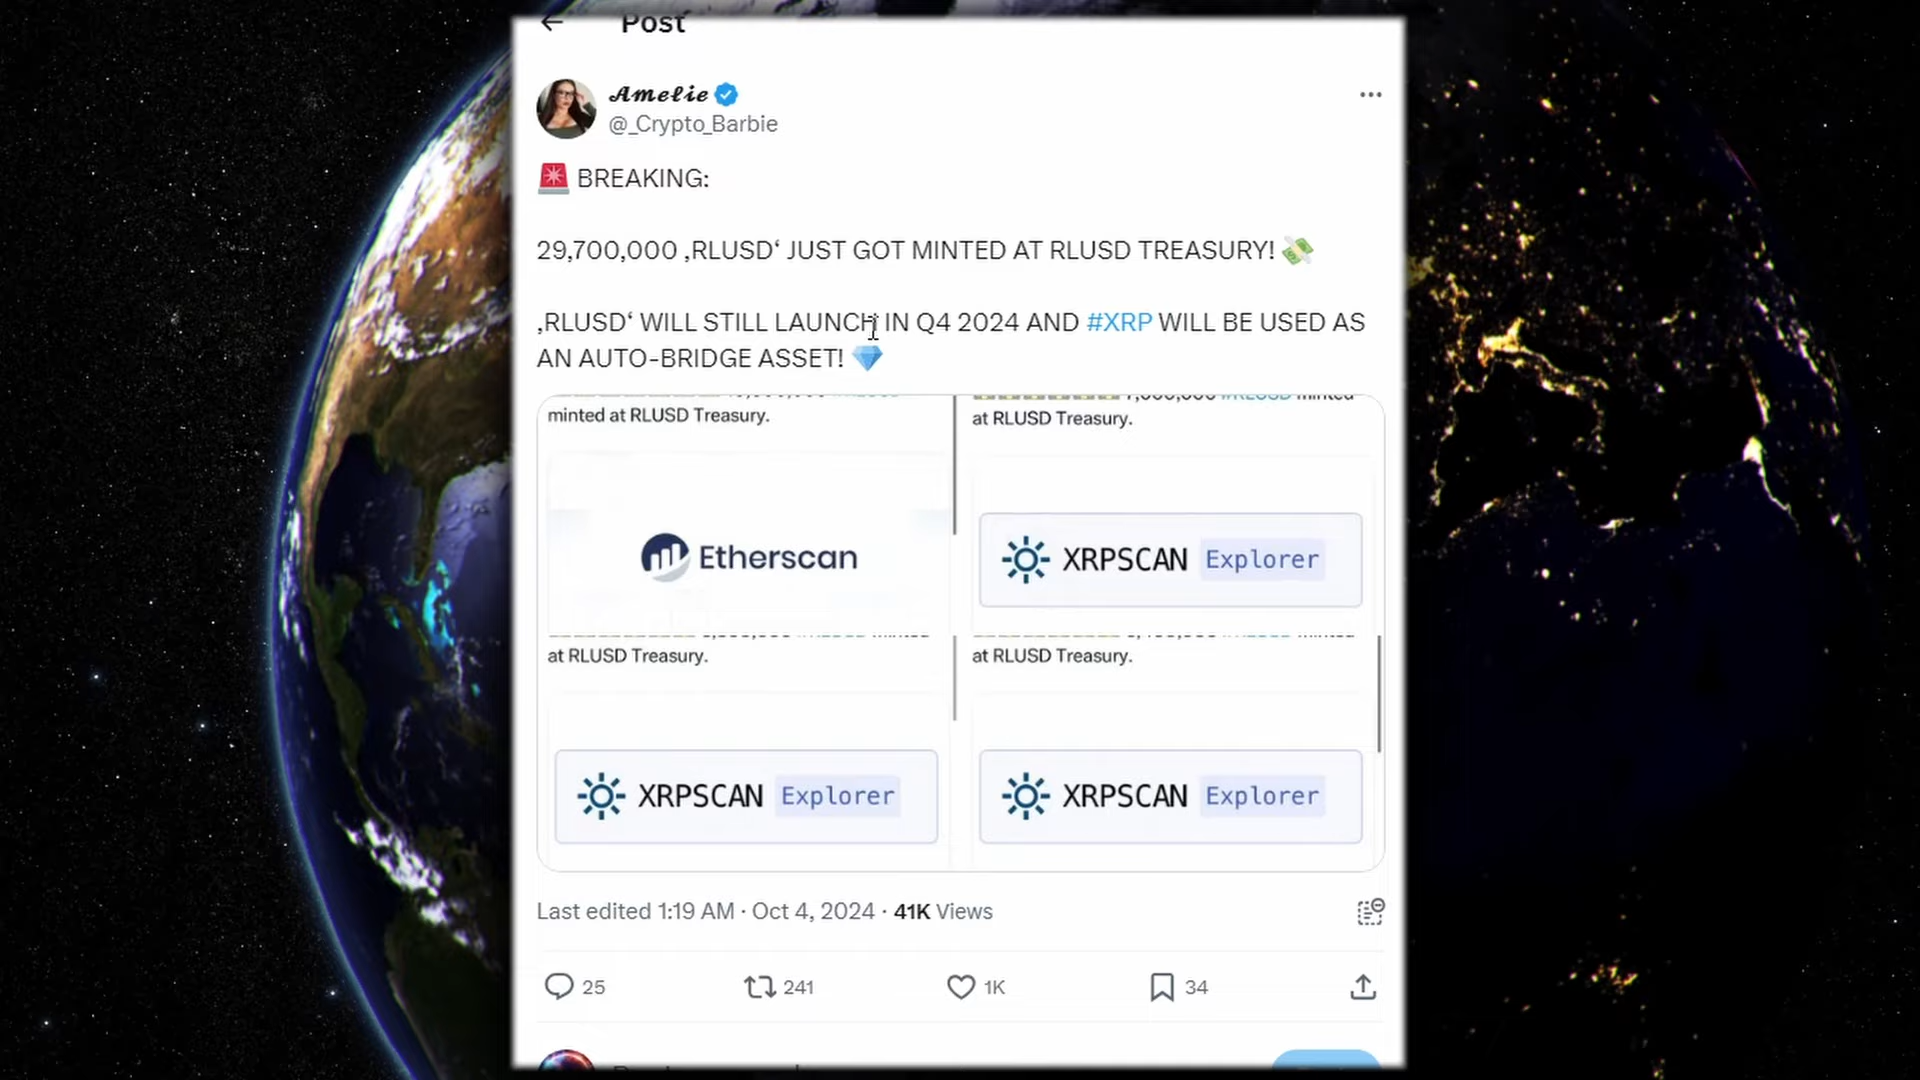 Post
Amelie
@_Crypto_Barbie
BREAKING:
29,700,000 ‚RLUSD‘ JUST GOT MINTED AT RLUSD TREASURY!
‚RLUSD‘ WILL STILL LAUNCH IN Q4 2024 AND #XRP WILL BE USED AS
AN AUTO-BRIDGE ASSET!
minted at RLUSD Treasury.
Etherscan
minted
at RLUSD Treasury.
XRPSCAN Explorer
minted
at RLUSD Treasury.
XRPSCAN Explorer
minted
at RLUSD Treasury.
XRPSCAN Explorer
Last edited 1:19 AM · Oct 4, 2024 · 41K Views
25 241 1K 34